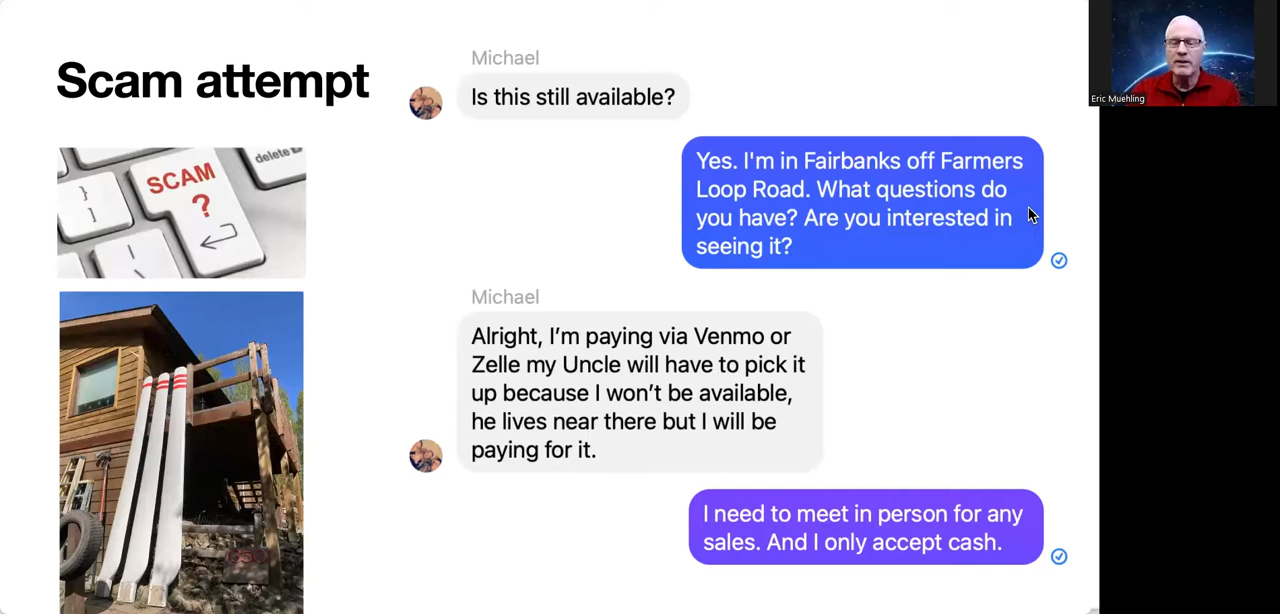 Scam attempt
delete
SCAM
?
}
]
Michael
Is this still available?
Yes. I'm in Fairbanks off Farmers
Loop Road. What questions do
you have? Are you interested in
seeing it?
Michael
Alright, I'm paying via Venmo or
Zelle my Uncle will have to pick it
up because I won't be available,
he lives near there but I will be
paying for it.
I need to meet in person for any
sales. And I only accept cash.
Eric Muehling